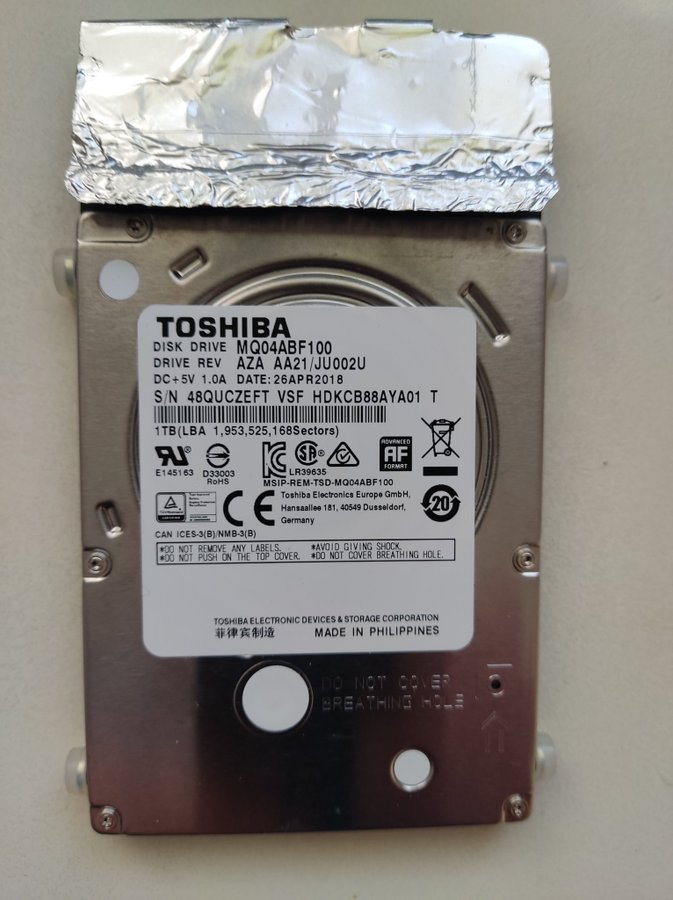 TOSHIBA
DISK DRIVE MQ04ABF100
DRIVE REV AZA AA21/JU002U
DC+5V 1.0A DATE:26APR2018
S/N 48QUCZEFT VSF HDKCB88AYA01 T
1TB(LBA 1,953,525,168Sectors)
E145163
D33003
RoHS
LR39635
ADVANCED
AF
FORMAT
MSIP-REM-TSD-MQ04ABF100
CE
Toshiba Electronics Europe GmbH,
Hansaallee 181, 40549 Dusseldorf,
Germany
20
CAN ICES-3(B)/NMB-3(B)
*DO NOT REMOVE ANY LABELS. *AVOID GIVING SHOCK.
*DO NOT PUSH ON THE TOP COVER. *DO NOT COVER BREATHING HOLE.
TOSHIBA ELECTRONIC DEVICES & STORAGE CORPORATION
菲律宾制造 MADE IN PHILIPPINES
DO NOT COVER
BREATHING HOLE